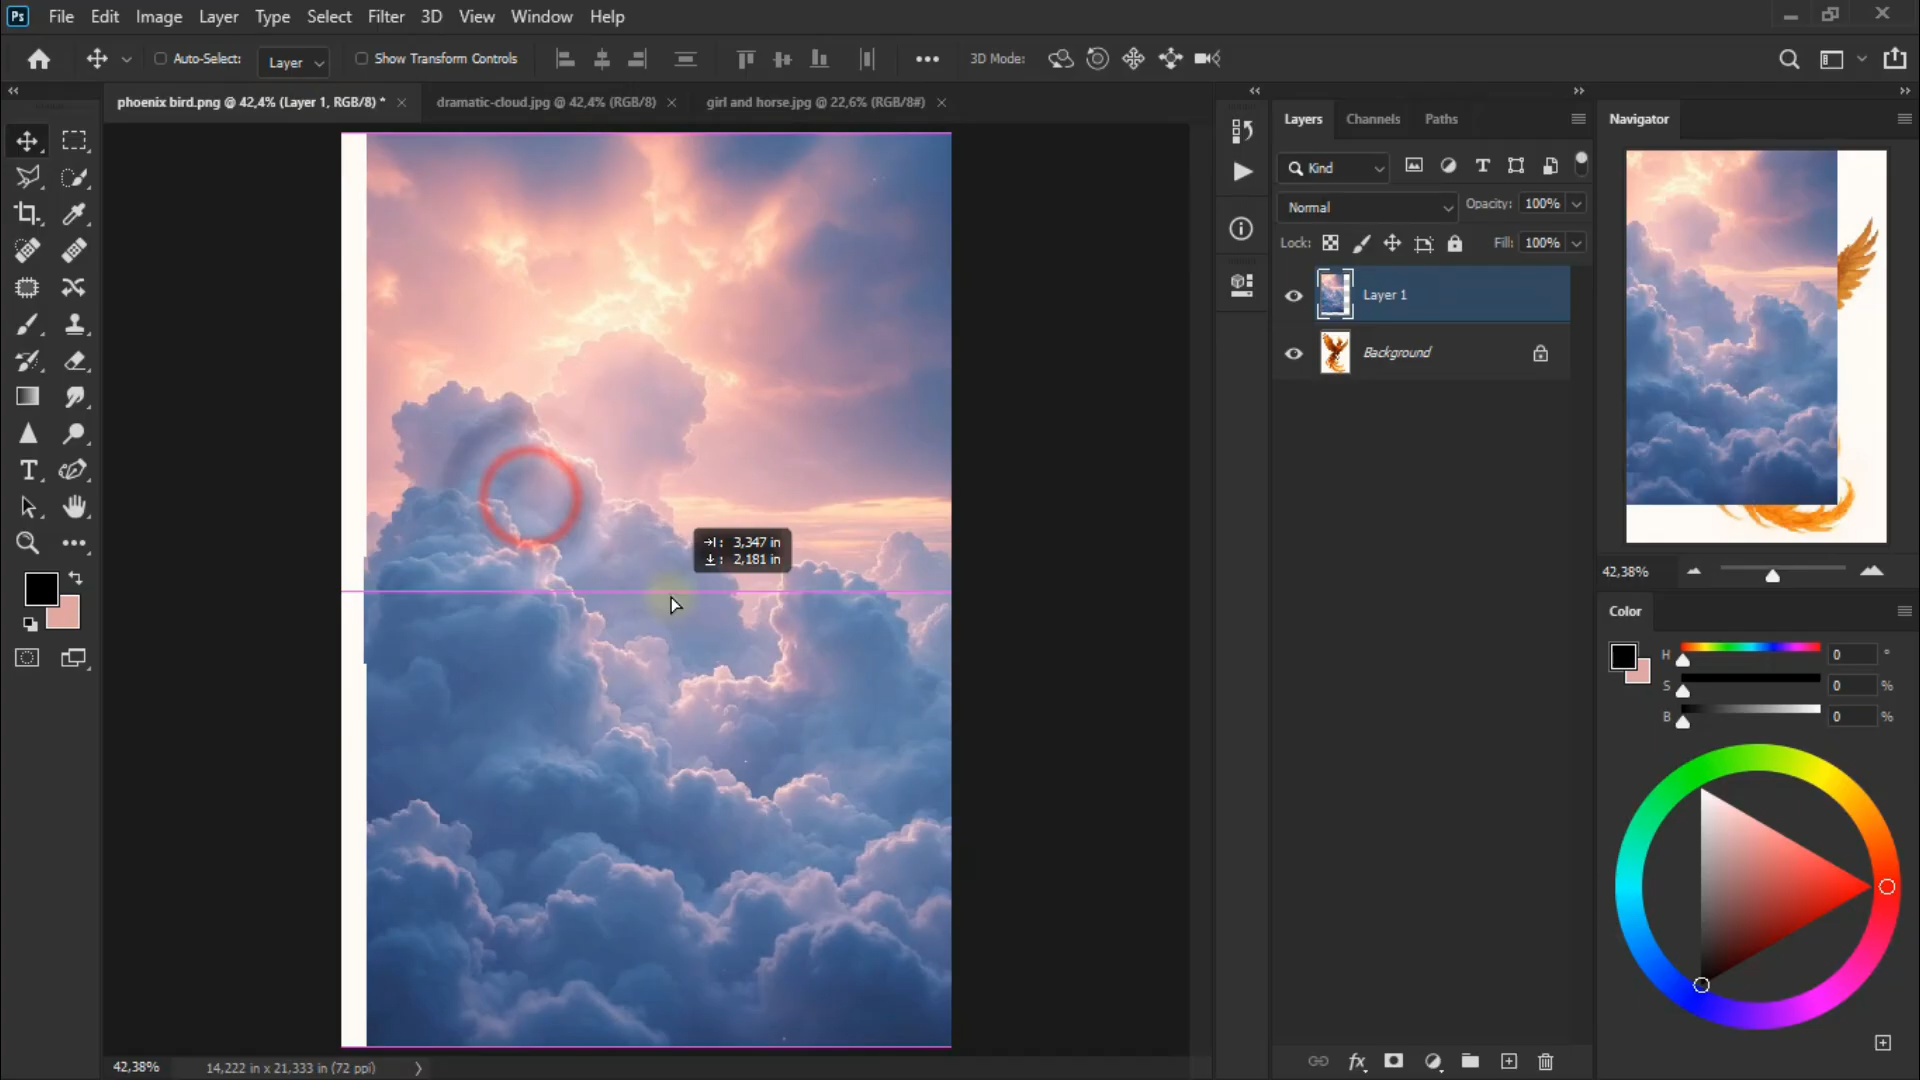 Ps File Edit Image Layer Type Select Filter 3D View Window Help
Auto-Select: Layer Show Transform Controls 3D Mode:
phoenix bird.png @ 42,4% (Layer 1, RGB/8) * dramatic-cloud.jpg @ 42,4% (RGB/8) girl and horse.jpg @ 22,6% (RGB/8#)
Layers Channels Paths
Kind
Normal Opacity: 100%
Lock: Fill: 100%
Layer 1
Background
Navigator
42,38%
Color
H 0 °
S 0 %
B 0 %
3,347 in
2,181 in
42,38% 14,222 in x 21,333 in (72 ppi)